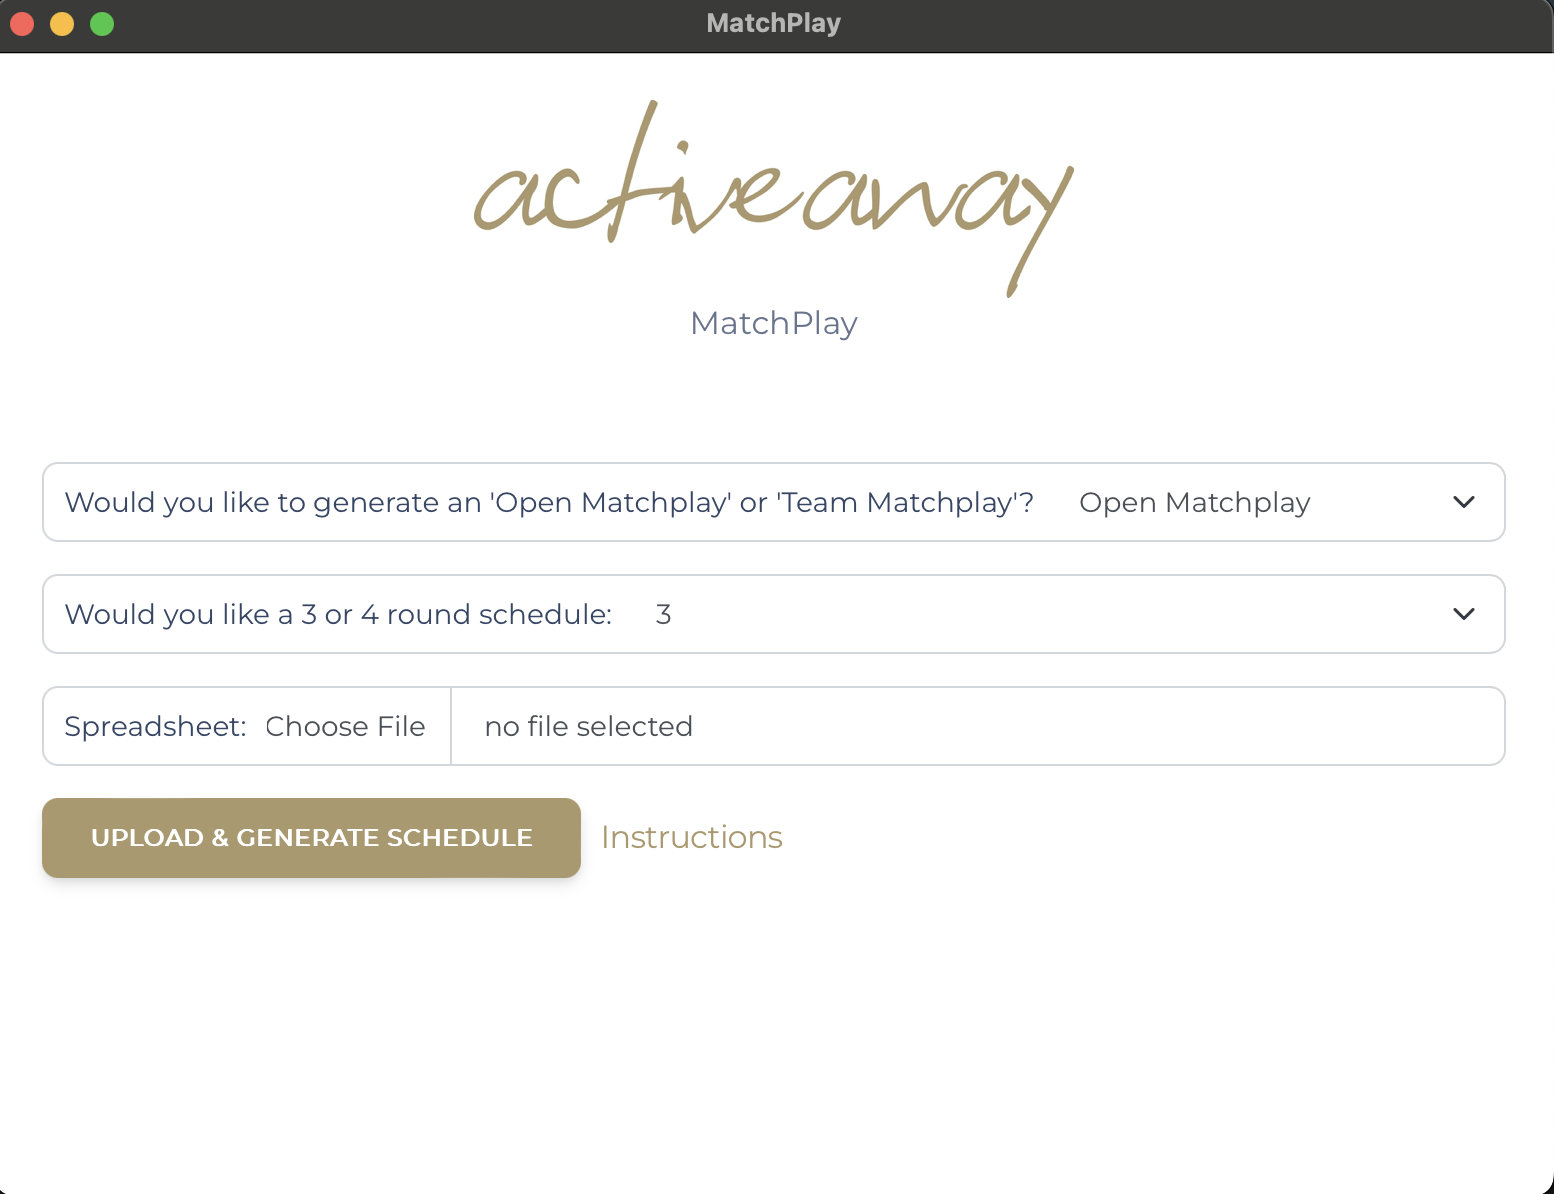 MatchPlay
activeaway
MatchPlay
Would you like to generate an 'Open Matchplay' or 'Team Matchplay'? Open Matchplay
Would you like a 3 or 4 round schedule: 3
Spreadsheet: Choose File no file selected
UPLOAD & GENERATE SCHEDULE Instructions